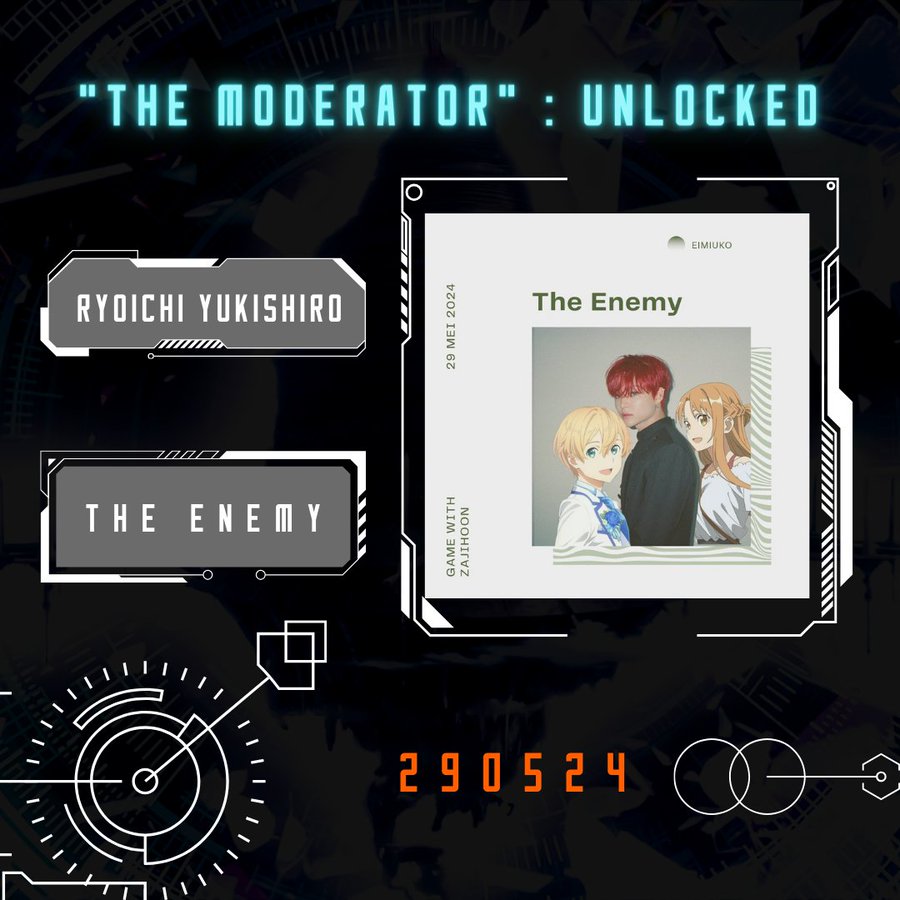 "THE MODERATOR" : UNLOCKED
RYOICHI YUKISHIRO
THE ENEMY
EIMIUKO
The Enemy
29 MEI 2024
GAME WITH
ZAJIHOON
290524